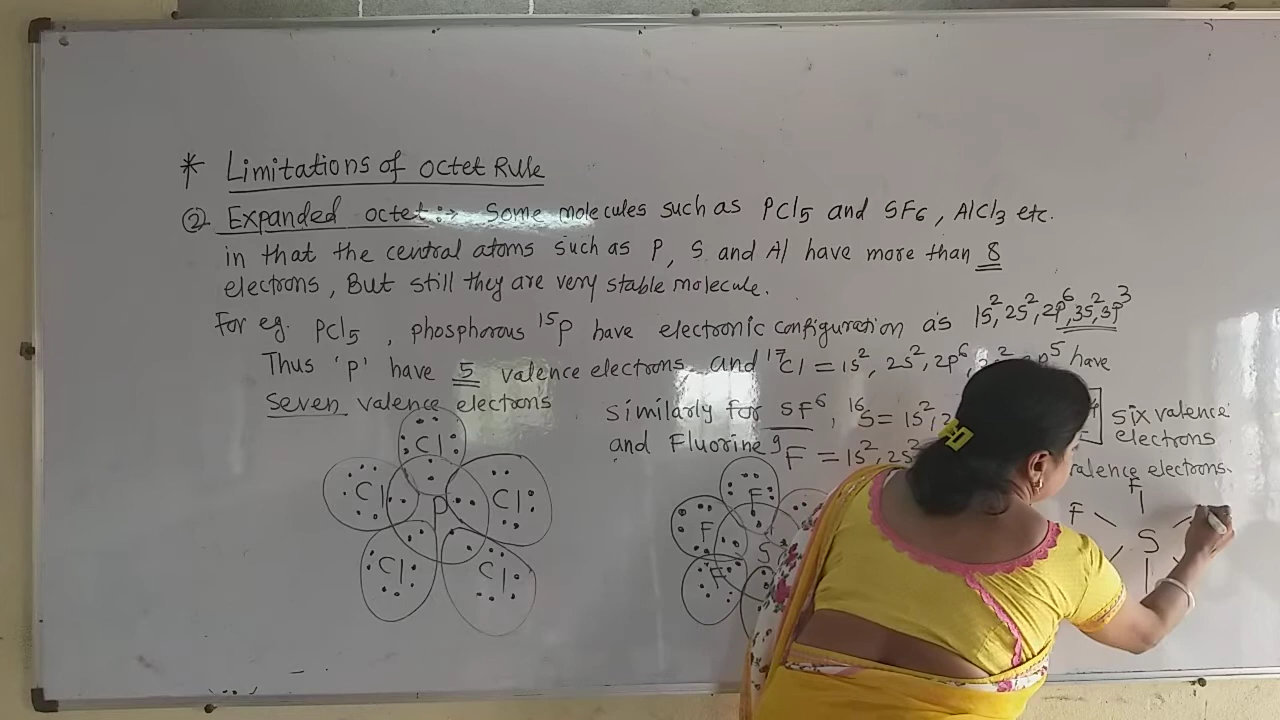 * Limitations of octet Rule
② Expanded octet :→ Some molecules such as PCl5 and SF6, AlCl3 etc.
in that the central atoms such as P, S and Al have more than 8
electrons, But still they are very stable molecule.
For eg. PCl5, phosphorous 15P have electronic configuration as 1S², 2S², 2P⁶, 3S², 3P³
Thus 'p' have 5 valence electrons. and 17Cl = 1S², 2S², 2P⁶, P⁵ have
seven valence electrons
similarly for SF⁶, 16S = 1S², 2 six valence
electrons
and Fluorine 9F = 1S², 2S² valence electrons.
Cl
Cl P Cl
Cl Cl
F
F
S
F
F
F
S